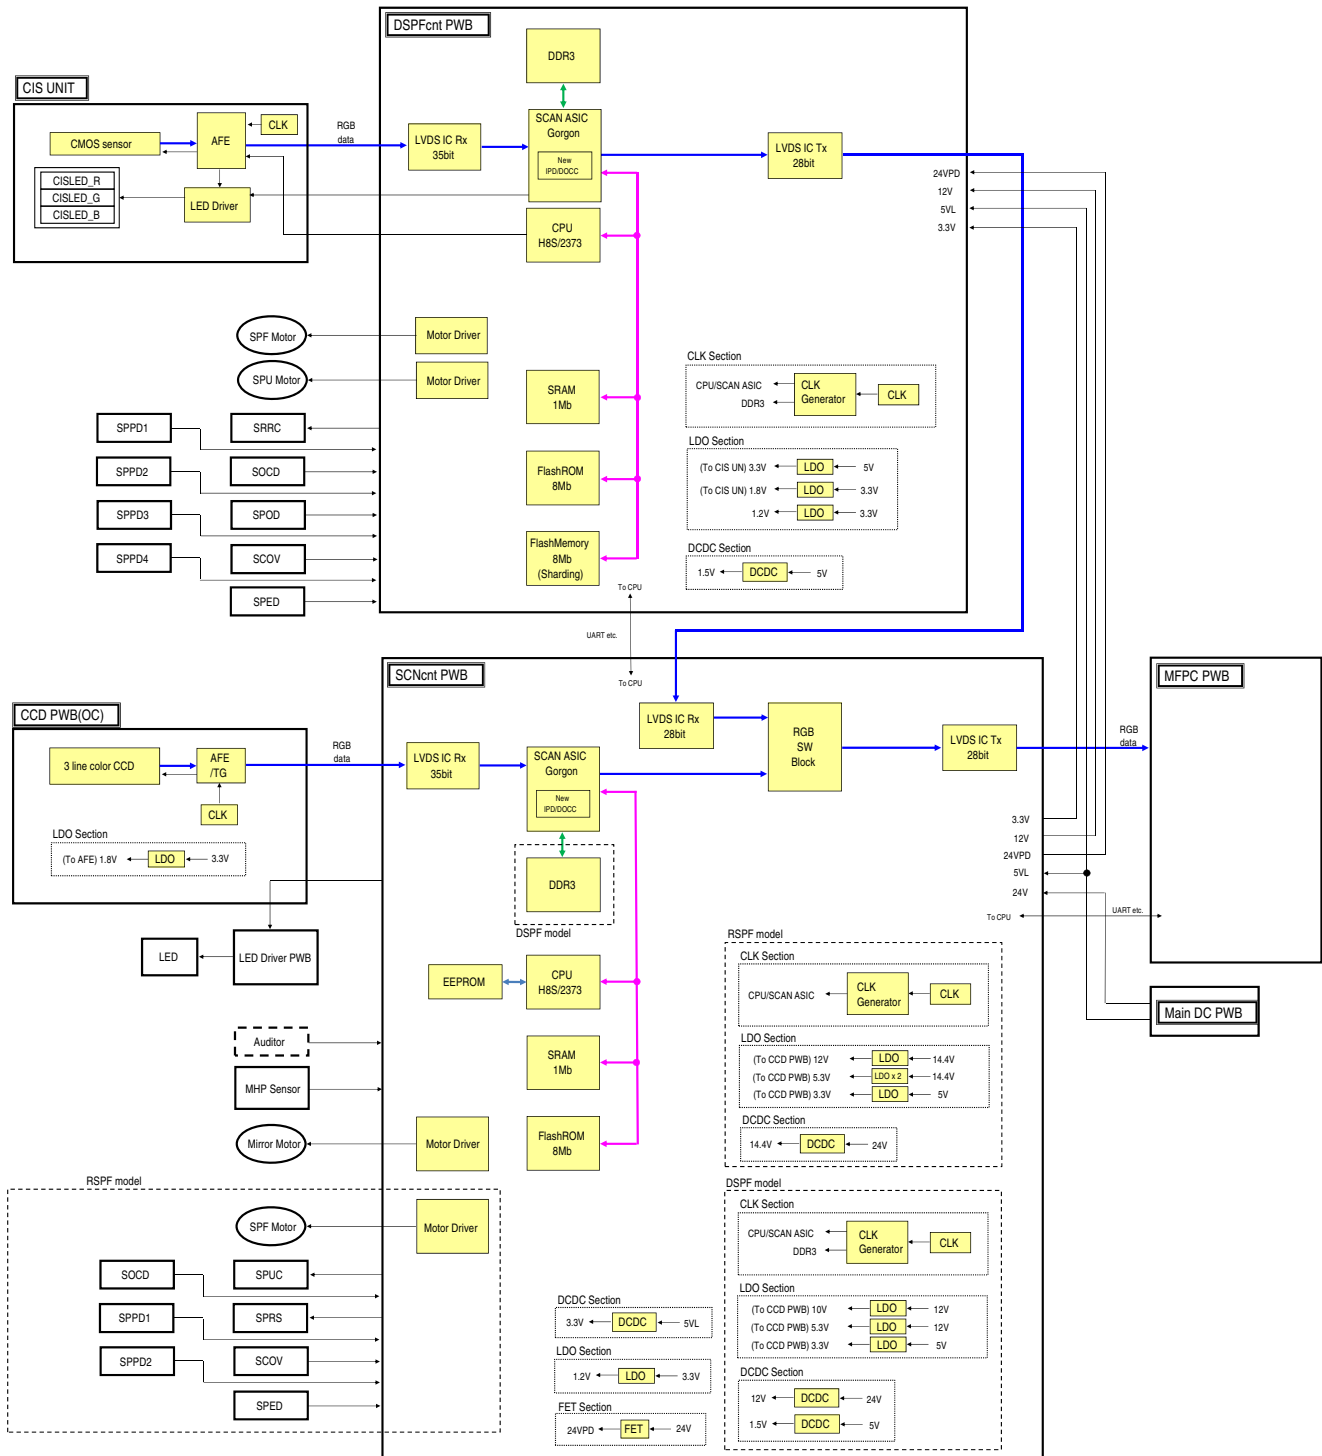 DSPFcnt PWB
DDR3
CIS UNIT
SCAN ASIC
Gorgon
New
IPD/DOCC
CMOS sensor
AFE
CLK
RGB
data
LVDS IC Rx
35bit
LVDS IC Tx
28bit
CISLED_R
CISLED_G
CISLED_B
LED Driver
CPU
H8S/2373
24VPD
12V
5VL
3.3V
SPF Motor
Motor Driver
SPU Motor
Motor Driver
SRAM
1Mb
CLK Section
CPU/SCAN ASIC
DDR3
CLK
Generator
CLK
SPPD1
SRRC
SPPD2
SOCD
SPPD3
SPOD
SPPD4
SCOV
SPED
FlashROM
8Mb
LDO Section
(To CIS UN) 3.3V
LDO
5V
(To CIS UN) 1.8V
LDO
3.3V
1.2V
LDO
3.3V
FlashMemory
8Mb
(Sharding)
DCDC Section
1.5V
DCDC
5V
To CPU
UART etc.
To CPU
SCNcnt PWB
MFPC PWB
CCD PWB(OC)
3 line color CCD
AFE
/TG
CLK
RGB
data
LVDS IC Rx
35bit
SCAN ASIC
Gorgon
New
IPD/DOCC
LVDS IC Rx
28bit
RGB
SW
Block
LVDS IC Tx
28bit
RGB
data
LDO Section
(To AFE) 1.8V
LDO
3.3V
DDR3
DSPF model
3.3V
12V
24VPD
5VL
24V
To CPU
UART etc.
LED
LED Driver PWB
EEPROM
CPU
H8S/2373
RSPF model
CLK Section
CPU/SCAN ASIC
CLK
Generator
CLK
Main DC PWB
Auditor
MHP Sensor
SRAM
1Mb
LDO Section
(To CCD PWB) 12V
LDO
14.4V
(To CCD PWB) 5.3V
LDO x 2
14.4V
(To CCD PWB) 3.3V
LDO
5V
Mirror Motor
Motor Driver
FlashROM
8Mb
DCDC Section
14.4V
DCDC
24V
RSPF model
SPF Motor
Motor Driver
SOCD
SPUC
SPPD1
SPRS
SPPD2
SCOV
SPED
DSPF model
CLK Section
CPU/SCAN ASIC
DDR3
CLK
Generator
CLK
LDO Section
(To CCD PWB) 10V
LDO
12V
(To CCD PWB) 5.3V
LDO
12V
(To CCD PWB) 3.3V
LDO
5V
DCDC Section
12V
DCDC
24V
1.5V
DCDC
5V
DCDC Section
3.3V
DCDC
5VL
LDO Section
1.2V
LDO
3.3V
FET Section
24VPD
FET
24V